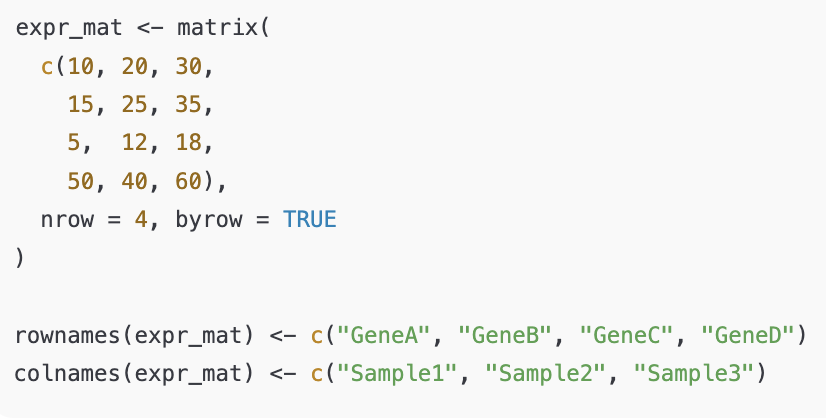 expr_mat <- matrix(
  c(10, 20, 30,
    15, 25, 35,
    5,  12, 18,
    50, 40, 60),
  nrow = 4, byrow = TRUE
)

rownames(expr_mat) <- c("GeneA", "GeneB", "GeneC", "GeneD")
colnames(expr_mat) <- c("Sample1", "Sample2", "Sample3")